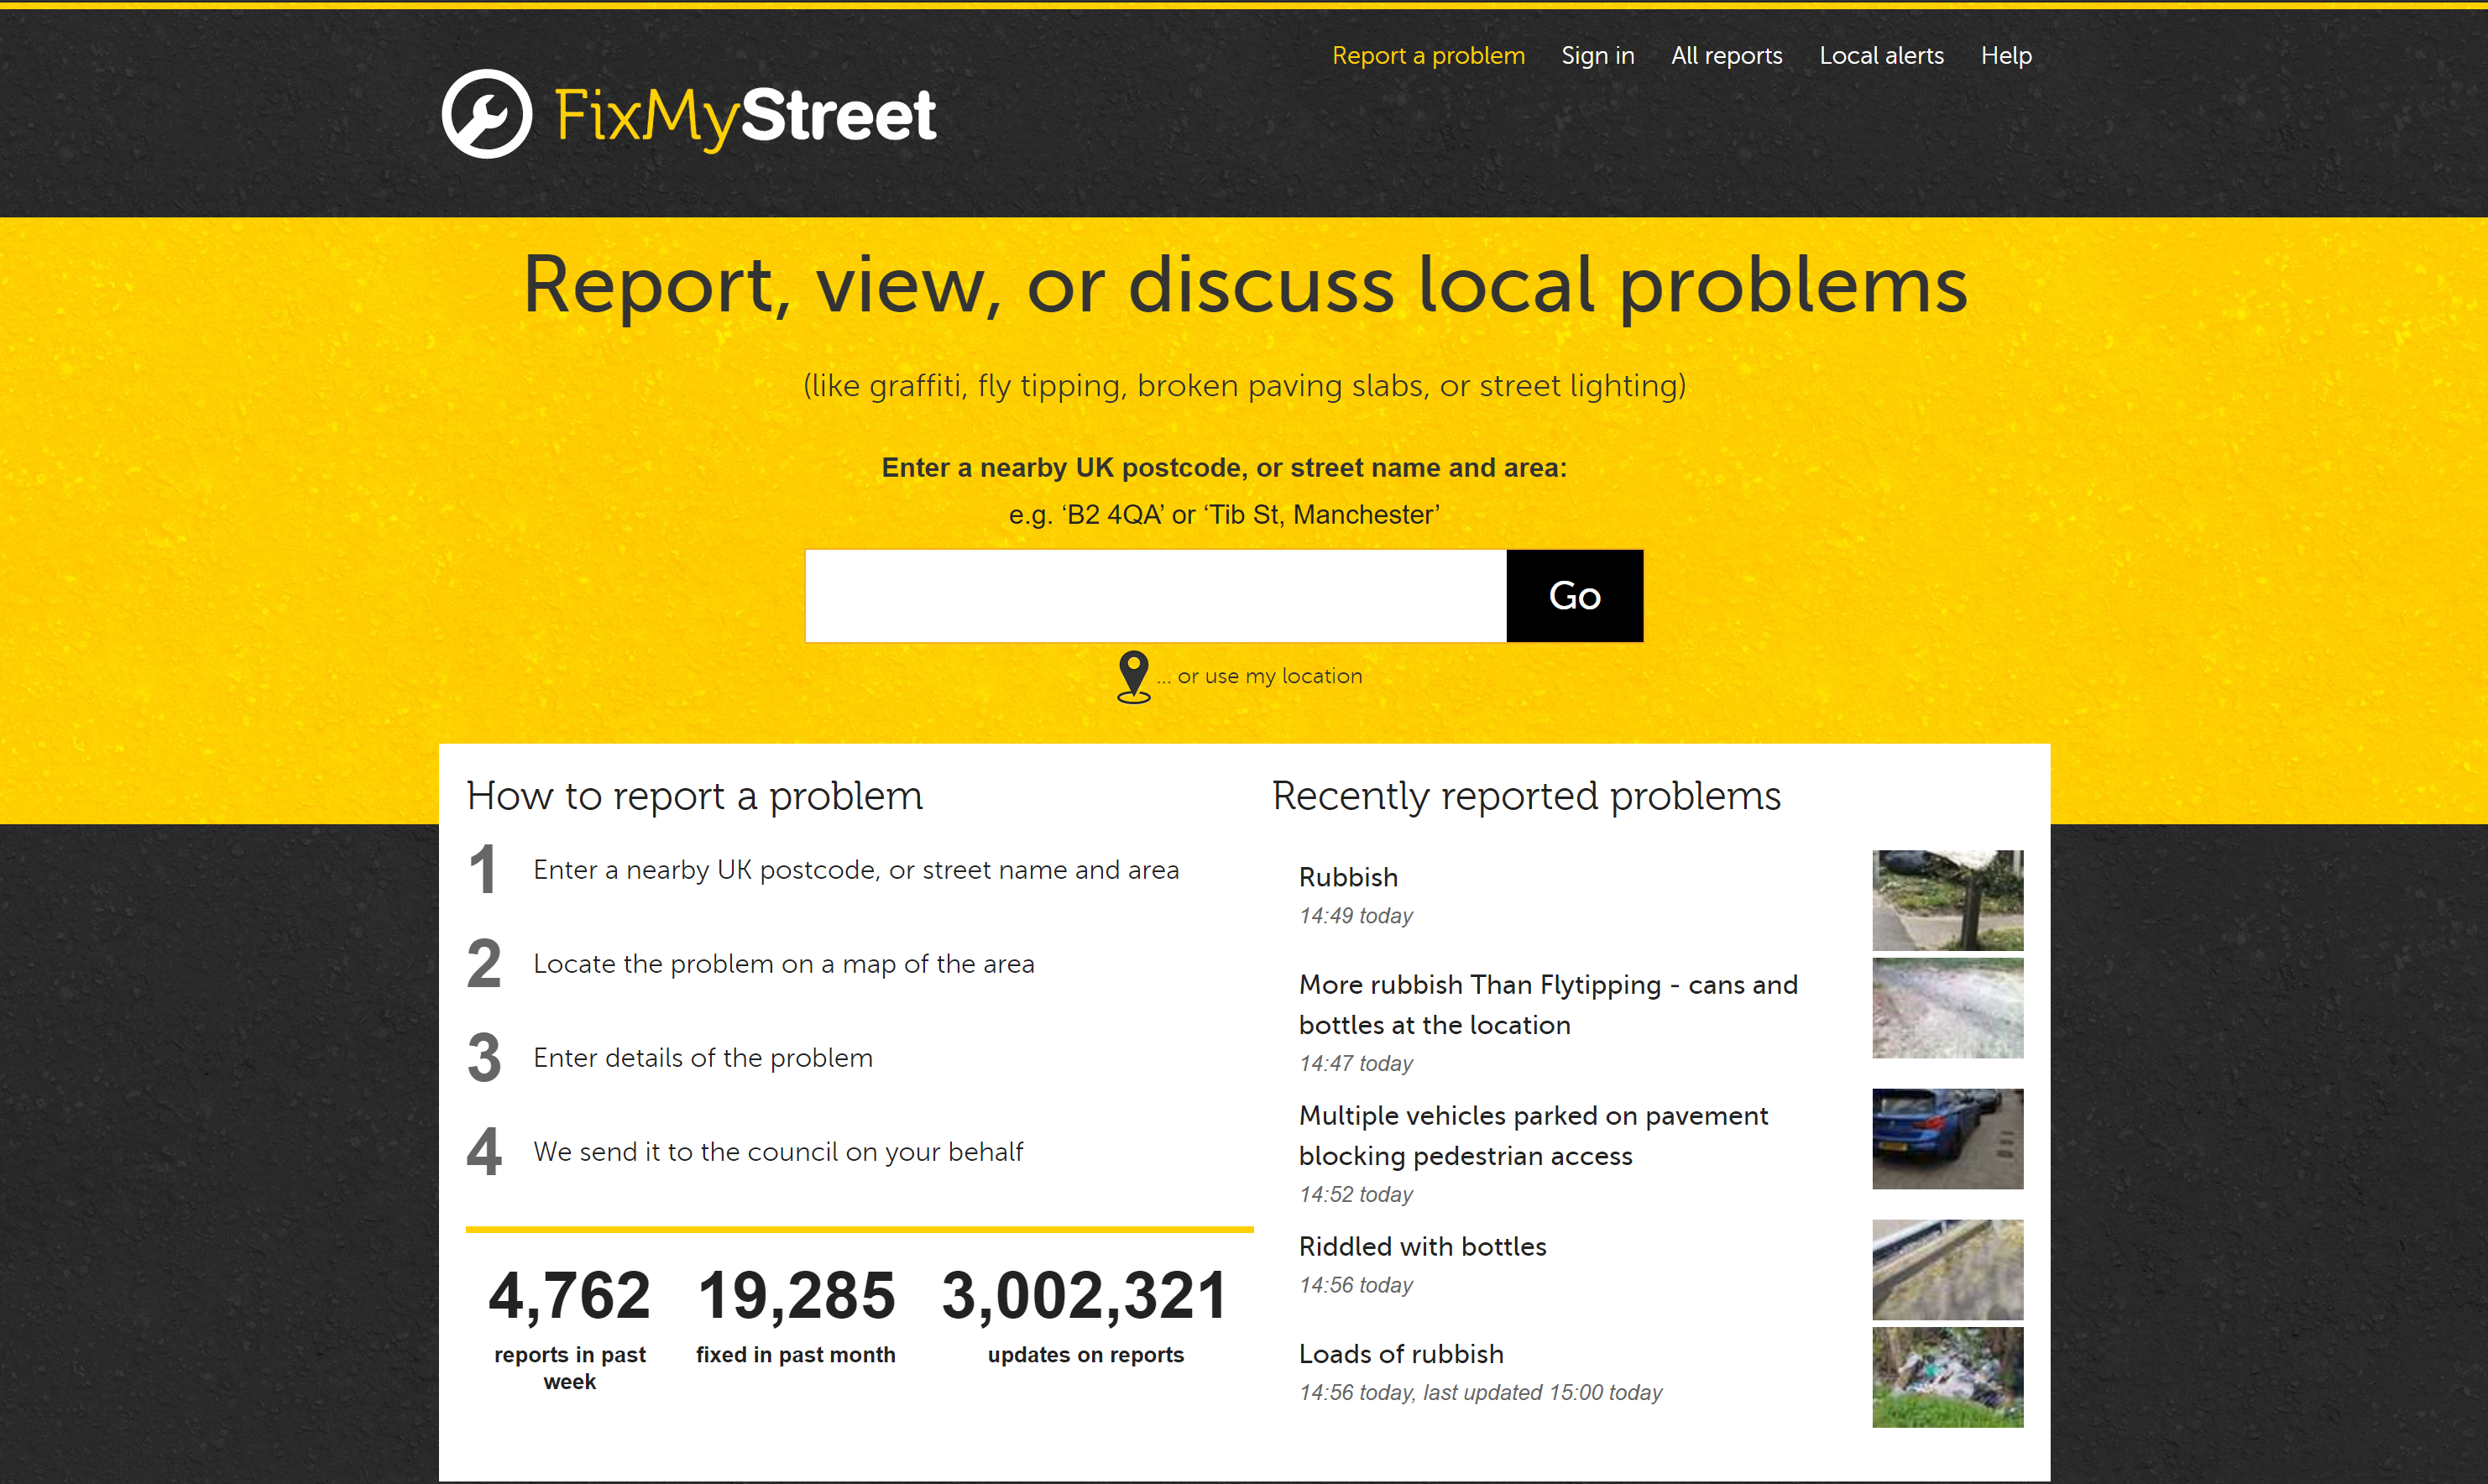 Report a problem Sign in All reports Local alerts Help
FixMyStreet
Report, view, or discuss local problems
(like graffiti, fly tipping, broken paving slabs, or street lighting)
Enter a nearby UK postcode, or street name and area:
e.g. ‘B2 4QA’ or ‘Tib St, Manchester’
Go
... or use my location
How to report a problem
1 Enter a nearby UK postcode, or street name and area
2 Locate the problem on a map of the area
3 Enter details of the problem
4 We send it to the council on your behalf
4,762 19,285 3,002,321
reports in past fixed in past month updates on reports
week
Recently reported problems
Rubbish
14:49 today
More rubbish Than Flytipping - cans and
bottles at the location
14:47 today
Multiple vehicles parked on pavement
blocking pedestrian access
14:52 today
Riddled with bottles
14:56 today
Loads of rubbish
14:56 today, last updated 15:00 today